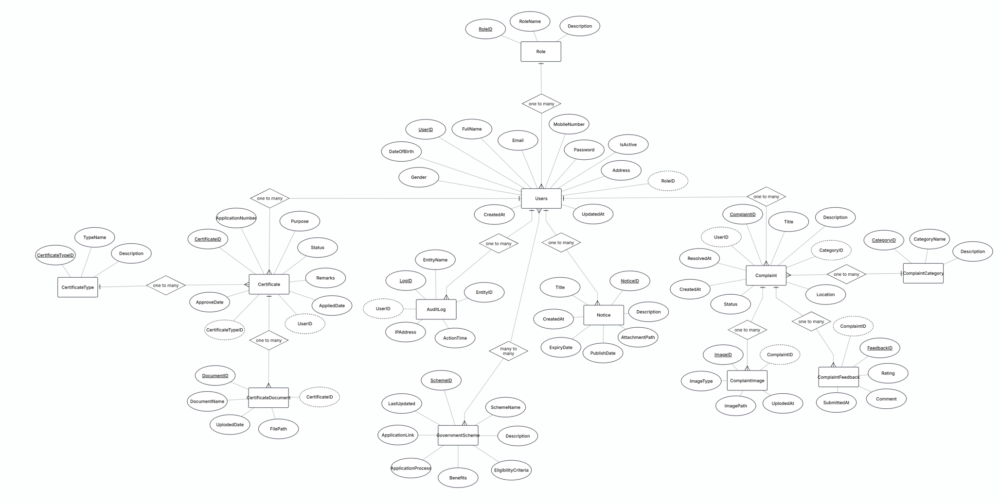 RoleID
RoleName
Description
Role
one to many
UserID
FullName
Email
MobileNumber
DateOfBirth
Password
IsActive
Gender
Address
RoleID
Users
CreatedAt
UpdatedAt
one to many
ApplicationNumber
Purpose
CertificateID
Status
TypeName
CertificateTypeID
Description
CertificateType
one to many
Certificate
Remarks
ApproveDate
AppliedDate
CertificateTypeID
UserID
one to many
DocumentID
DocumentName
CertificateDocument
CertificateID
UplodedDate
FilePath
one to many
EntityName
LogID
EntityID
UserID
AuditLog
IPAddress
ActionTime
many to
many
SchemeID
LastUpdated
SchemeName
ApplicationLink
GovernmentScheme
Description
ApplicationProcess
Benefits
EligibilityCriteria
one to many
Title
NoticeID
CreatedAt
Notice
Description
ExpiryDate
PublishDate
AttachmentPath
one to many
ComplaintID
Title
Description
UserID
CategoryID
ResolvedAt
Complaint
CreatedAt
Status
Location
one to many
CategoryID
CategoryName
Description
ComplaintCategory
one to many
ImageID
ComplaintID
ImageType
ComplaintImage
ImagePath
UplodedAt
one to many
ComplaintID
FeedbackID
ComplaintFeedback
Rating
SubmittedAt
Comment